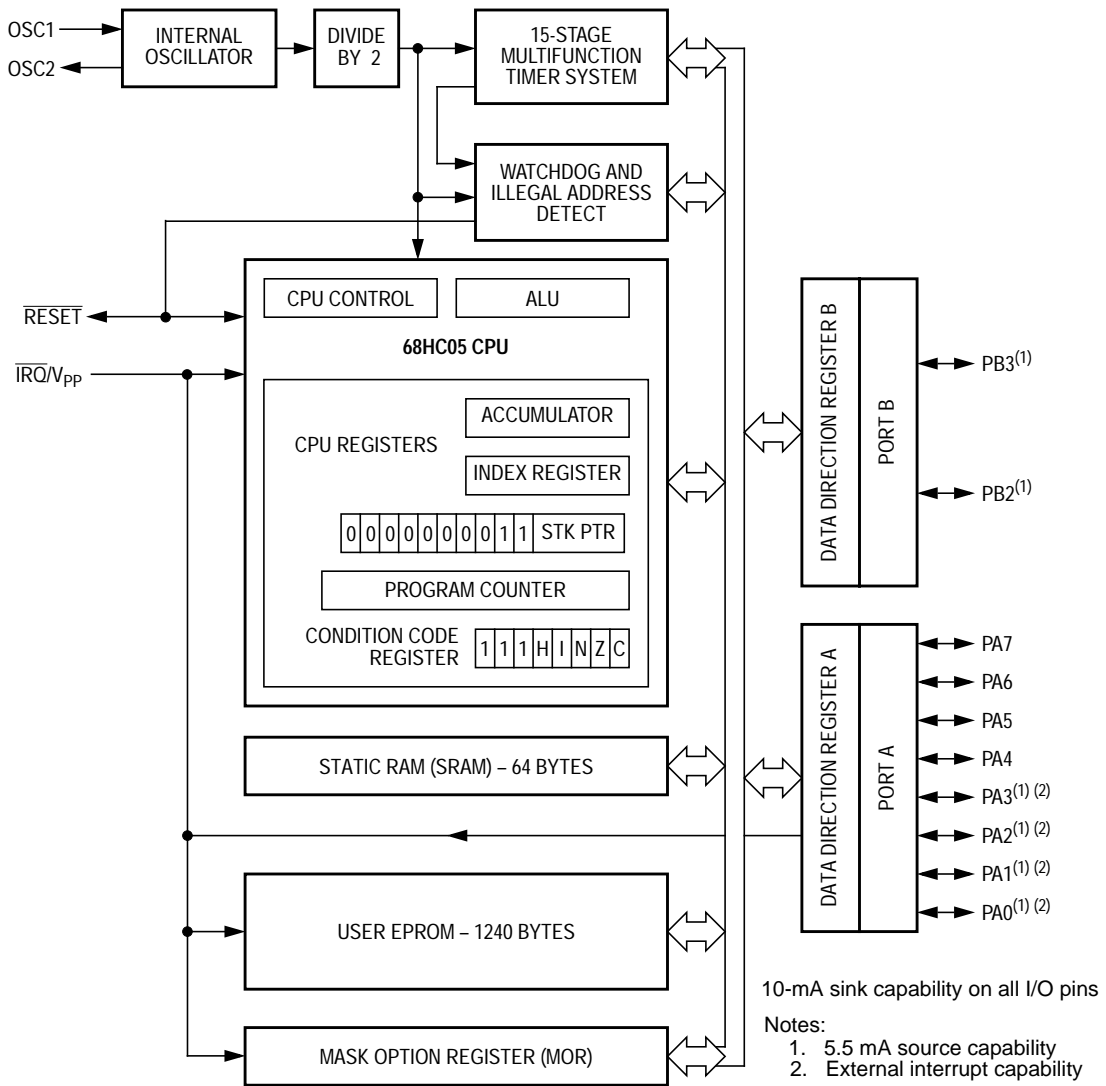 OSC1
OSC2
INTERNAL
OSCILLATOR
DIVIDE
BY 2
15-STAGE
MULTIFUNCTION
TIMER SYSTEM
WATCHDOG AND
ILLEGAL ADDRESS
DETECT
RESET
IRQ/VPP
CPU CONTROL
ALU
68HC05 CPU
CPU REGISTERS
ACCUMULATOR
INDEX REGISTER
0 0 0 0 0 0 0 0 1 1 STK PTR
PROGRAM COUNTER
CONDITION CODE
REGISTER
1 1 1 H I N Z C
STATIC RAM (SRAM) – 64 BYTES
USER EPROM – 1240 BYTES
MASK OPTION REGISTER (MOR)
DATA DIRECTION REGISTER B
PORT B
PB3(1)
PB2(1)
DATA DIRECTION REGISTER A
PORT A
PA7
PA6
PA5
PA4
PA3(1) (2)
PA2(1) (2)
PA1(1) (2)
PA0(1) (2)
10-mA sink capability on all I/O pins
Notes:
1. 5.5 mA source capability
2. External interrupt capability